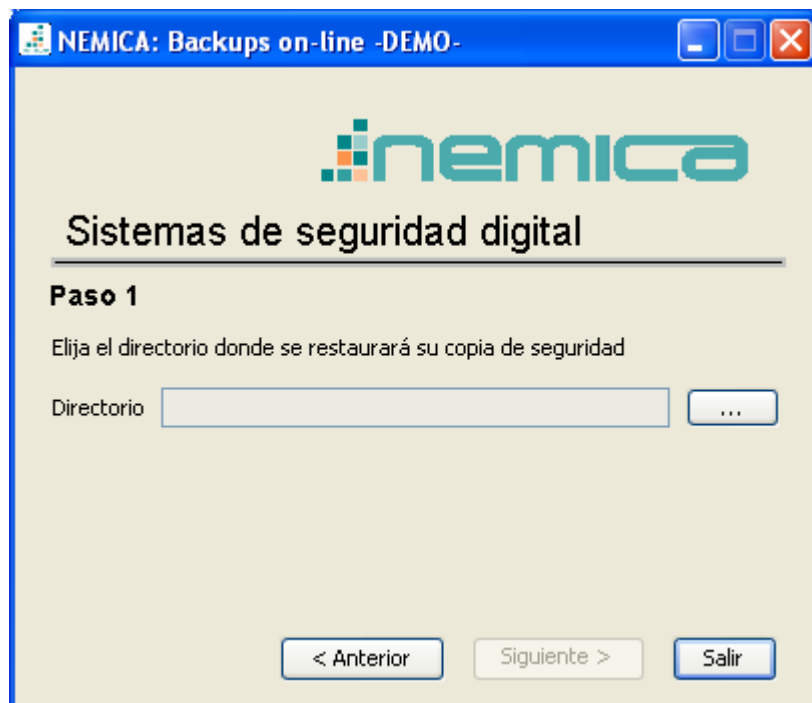 NEMICA: Backups on-line -DEMO-
nemica
Sistemas de seguridad digital
Paso 1
Elija el directorio donde se restaurará su copia de seguridad
Directorio ...
< Anterior Siguiente > Salir